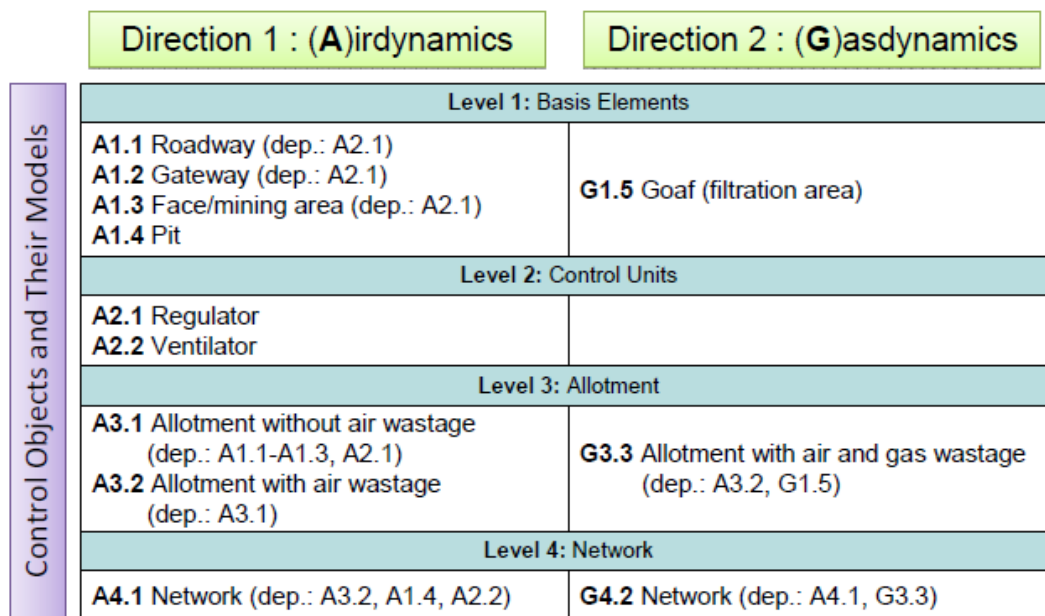 Direction 1 : (A)irdynamics
Direction 2 : (G)asdynamics
Control Objects and Their Models
Level 1: Basis Elements
A1.1 Roadway (dep.: A2.1)
A1.2 Gateway (dep.: A2.1)
A1.3 Face/mining area (dep.: A2.1)
A1.4 Pit
G1.5 Goaf (filtration area)
Level 2: Control Units
A2.1 Regulator
A2.2 Ventilator
Level 3: Allotment
A3.1 Allotment without air wastage
(dep.: A1.1-A1.3, A2.1)
A3.2 Allotment with air wastage
(dep.: A3.1)
G3.3 Allotment with air and gas wastage
(dep.: A3.2, G1.5)
Level 4: Network
A4.1 Network (dep.: A3.2, A1.4, A2.2)
G4.2 Network (dep.: A4.1, G3.3)